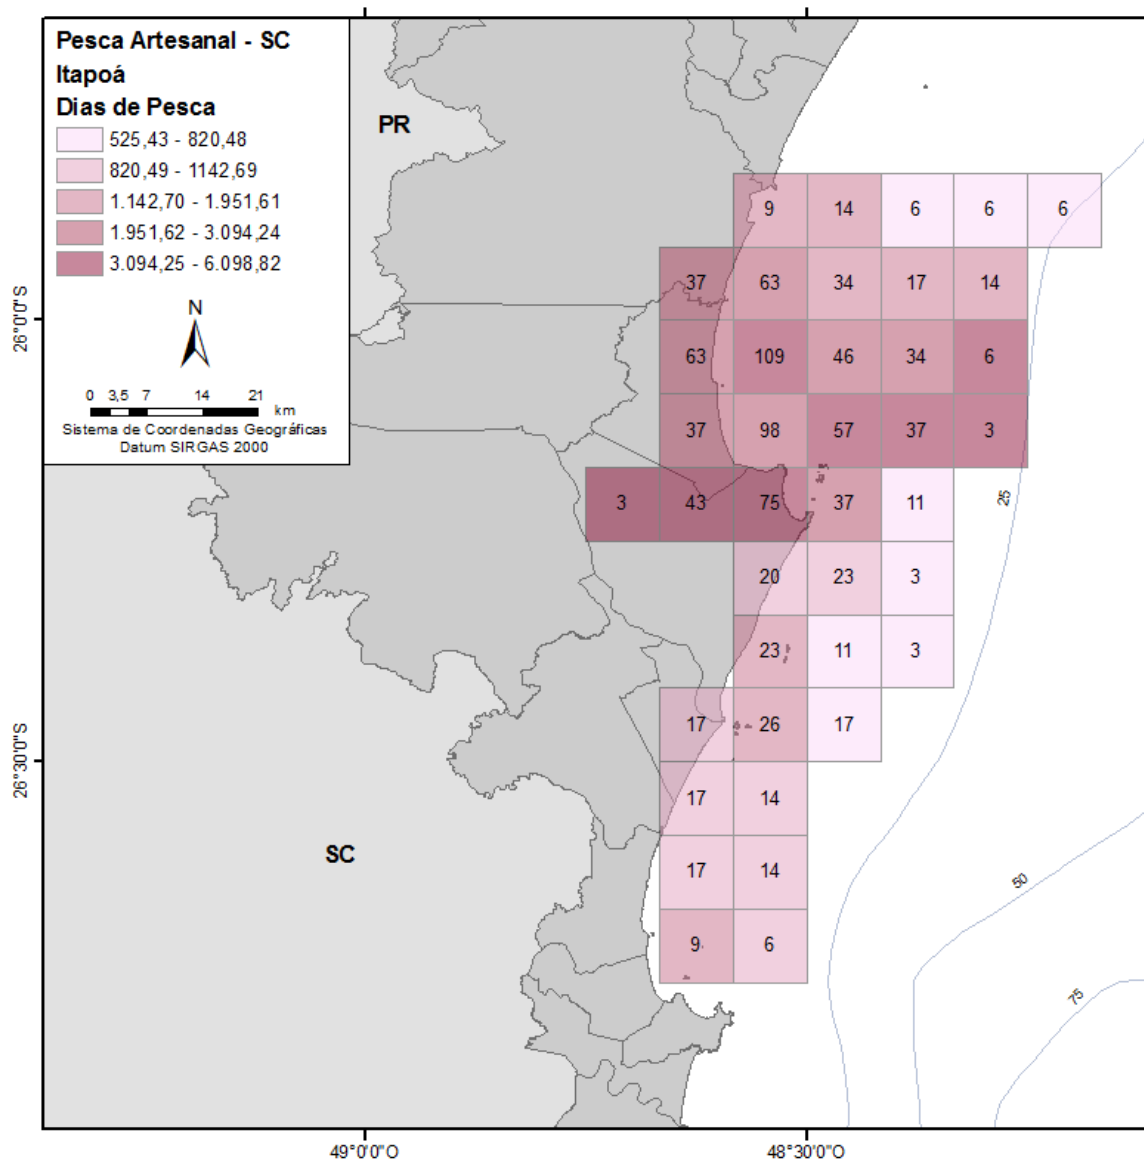 Pesca Artesanal - SC
Itapoá
Dias de Pesca
525,43 - 820,48
820,49 - 1142,69
1.142,70 - 1.951,61
1.951,62 - 3.094,24
3.094,25 - 6.098,82
N
0 3,5 7 14 21
km
Sistema de Coordenadas Geográficas
Datum SIRGAS 2000
PR
9 14 6 6 6
37 63 34 17 14
26°0'0"S
63 109 46 34 6
37 98 57 37 3
3 43 75 37 11
25
20 23 3
23 11 3
17 26 17
26°30'0"S
17 14
SC
17 14
50
9 6
75
49°0'0"O 48°30'0"O